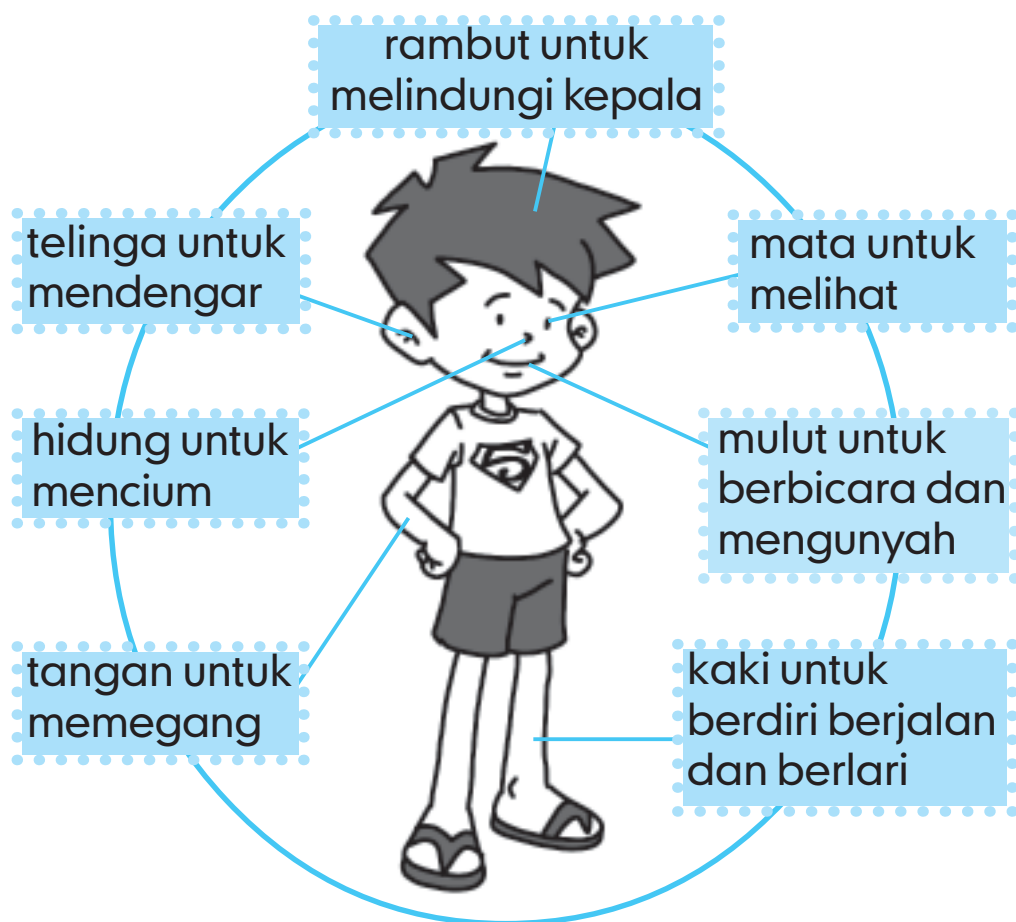 rambut untuk
melindungi kepala
telinga untuk
mendengar
mata untuk
melihat
hidung untuk
mencium
mulut untuk
berbicara dan
mengunyah
tangan untuk
memegang
kaki untuk
berdiri berjalan
dan berlari